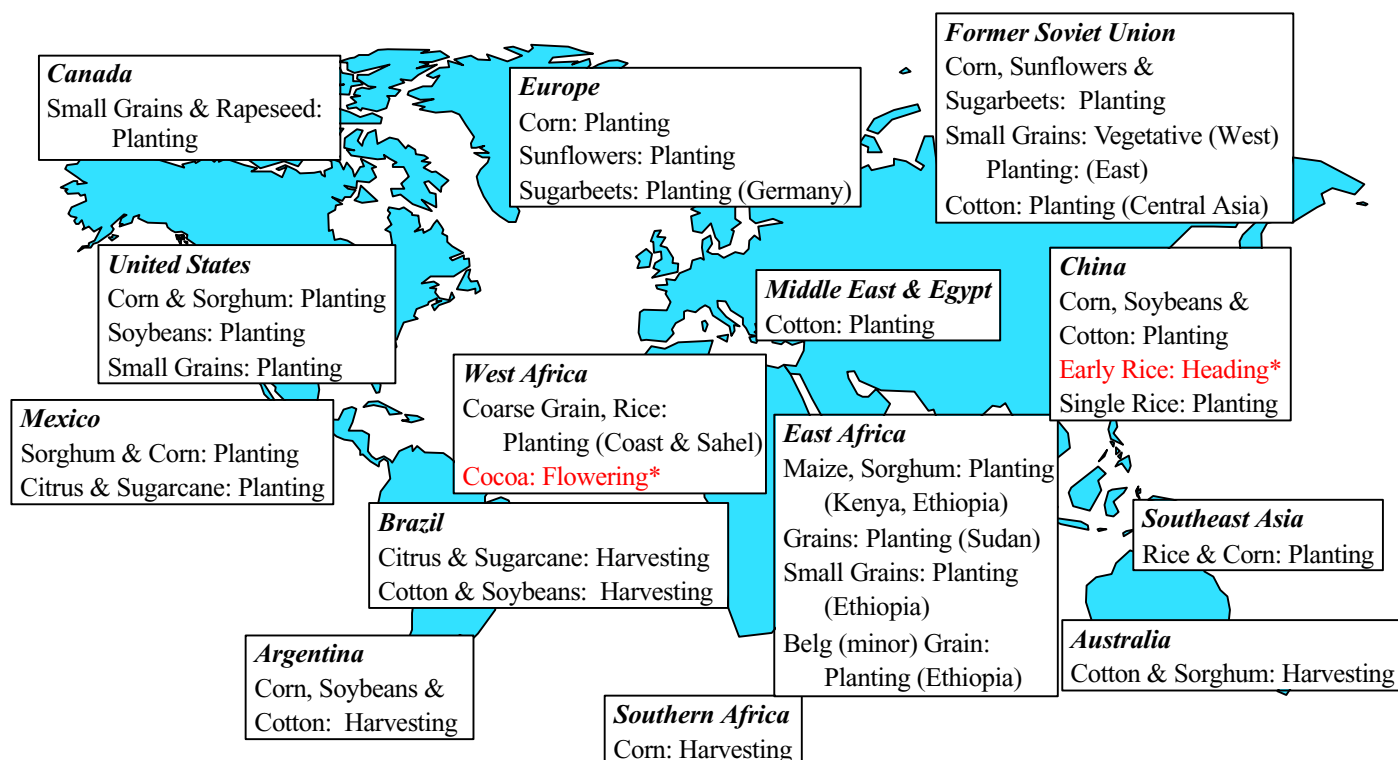 Canada
Small Grains & Rapeseed:
Planting
Europe
Corn: Planting
Sunflowers: Planting
Sugarbeets: Planting (Germany)
Former Soviet Union
Corn, Sunflowers &
Sugarbeets: Planting
Small Grains: Vegetative (West)
Planting: (East)
Cotton: Planting (Central Asia)
United States
Corn & Sorghum: Planting
Soybeans: Planting
Small Grains: Planting
Middle East & Egypt
Cotton: Planting
China
Corn, Soybeans &
Cotton: Planting
Early Rice: Heading*
Single Rice: Planting
Mexico
Sorghum & Corn: Planting
Citrus & Sugarcane: Planting
West Africa
Coarse Grain, Rice:
Planting (Coast & Sahel)
Cocoa: Flowering*
East Africa
Maize, Sorghum: Planting
(Kenya, Ethiopia)
Grains: Planting (Sudan)
Small Grains: Planting
(Ethiopia)
Belg (minor) Grain:
Planting (Ethiopia)
Brazil
Citrus & Sugarcane: Harvesting
Cotton & Soybeans: Harvesting
Southeast Asia
Rice & Corn: Planting
Argentina
Corn, Soybeans &
Cotton: Harvesting
Australia
Cotton & Sorghum: Harvesting
Southern Africa
Corn: Harvesting